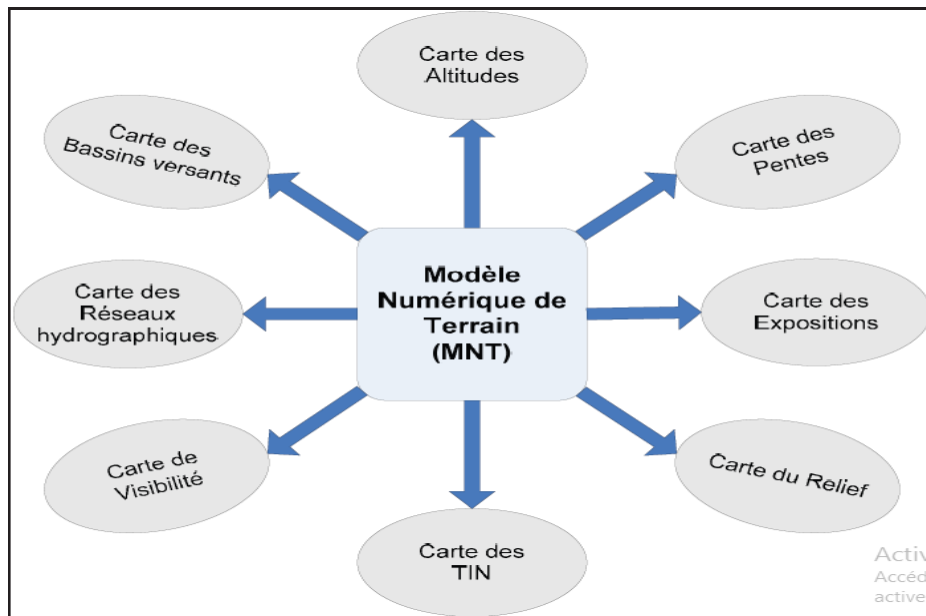 Carte des
Altitudes
Carte des
Bassins versants
Carte des
Pentes
Modèle
Numérique de
Terrain
(MNT)
Carte des
Réseaux
hydrographiques
Carte des
Expositions
Carte de
Visibilité
Carte du Relief
Carte des
TIN
Activ
Accéd
active